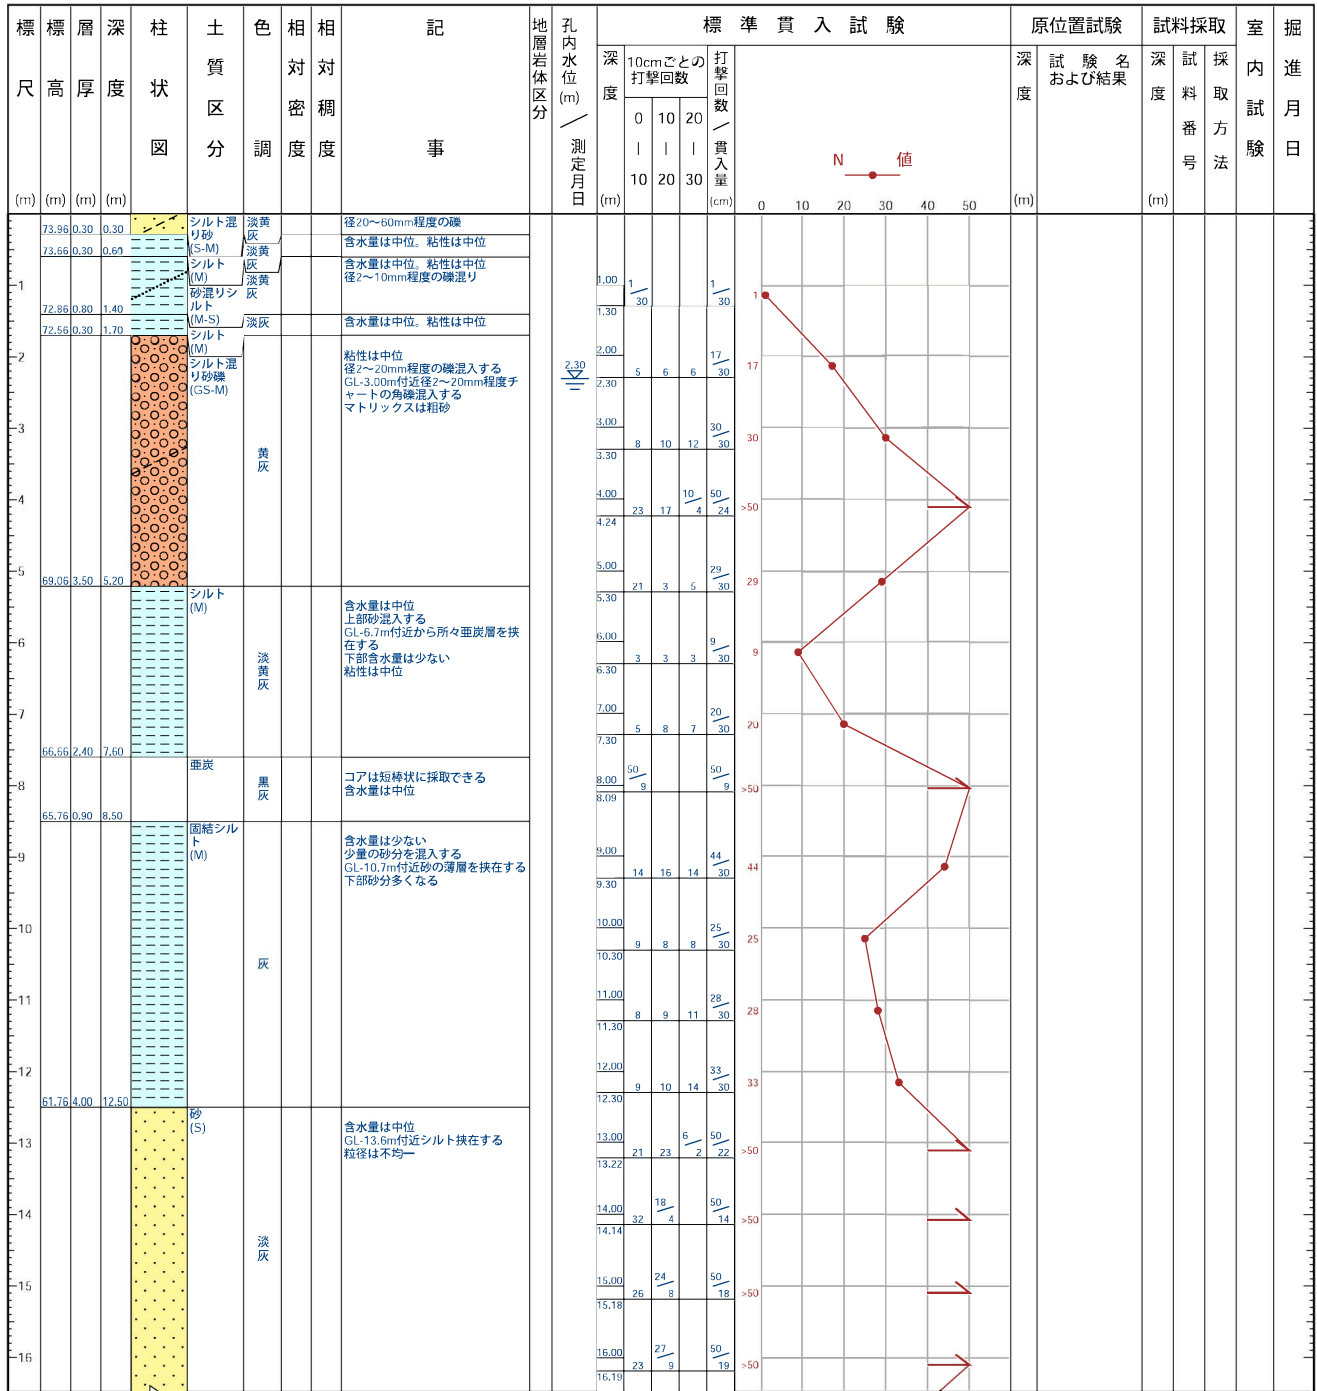 標尺(m)
標高(m)
層厚(m)
深度(m)
柱状図
土質区分
色調
相対密度
相対稠度
記事
地層岩体区分
孔内水位(m)/測定月日
標準貫入試験
深度(m)
10cmごとの
打撃回数
0 10 20
| | |
10 20 30
打撃回数/貫入量(cm)
N 値
0 10 20 30 40 50
原位置試験
深度(m)
試験名
および結果
試料採取
深度(m)
試料番号
採取方法
室内試験
掘進月日
73.96 0.30 0.30
シルト混
り砂
(S-M)
淡黄
灰
径20~60mm程度の礫
73.66 0.30 0.60
シルト
(M)
淡黄
灰
含水量は中位。粘性は中位
72.86 0.80 1.40
砂混りシ
ルト
(M-S)
淡黄
灰
含水量は中位。粘性は中位
径2~10mm程度の礫混り
72.56 0.30 1.70
シルト
(M)
淡灰
含水量は中位。粘性は中位
69.06 3.50 5.20
シルト混
り砂礫
(GS-M)
黄
灰
粘性は中位
径2~20mm程度の礫混入する
GL-3.00m付近径2~20mm程度チ
ャートの角礫混入する
マトリックスは粗砂
66.66 2.40 7.60
シルト
(M)
淡
黄
灰
含水量は中位
上部砂混入する
GL-6.7m付近から所々亜炭層を挟
在する
下部含水量は少ない
粘性は中位
65.76 0.90 8.50
亜炭
黒
灰
コアは短棒状に採取できる
含水量は中位
61.76 4.00 12.50
固結シル
ト
(M)
灰
含水量は少ない
少量の砂分を混入する
GL-10.7m付近砂の薄層を挟在する
下部砂分多くなる
砂
(S)
淡
灰
含水量は中位
GL-13.6m付近シルト挟在する
粒径は不均一
2.30
1
2
3
4
5
6
7
8
9
10
11
12
13
14
15
16
1.00 1/30 1/30 1
1.30
2.00 5 6 6 17/30 17
2.30
3.00 8 10 12 30/30 30
3.30
4.00 23 17 10/4 50/24 >50
4.24
5.00 21 3 5 29/30 29
5.30
6.00 3 3 3 9/30 9
6.30
7.00 5 8 7 20/30 20
7.30
8.00 50/9 50/9 >50
8.09
9.00 14 16 14 44/30 44
9.30
10.00 9 8 8 25/30 25
10.30
11.00 8 9 11 28/30 28
11.30
12.00 9 10 14 33/30 33
12.30
13.00 21 23 6/2 50/22 >50
13.22
14.00 32 18/4 50/14 >50
14.14
15.00 26 24/8 50/18 >50
15.18
16.00 23 27/9 50/19 >50
16.19